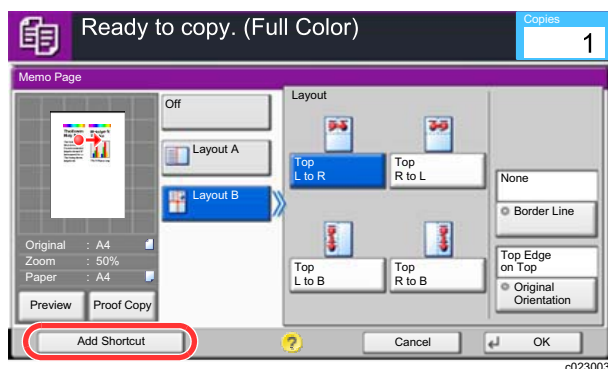 Ready to copy. (Full Color)
Copies
1
Memo Page
Off
Layout A
Layout B
Layout
Top
L to R
Top
R to L
Top
L to B
Top
R to B
None
Border Line
Top Edge
on Top
Original
Orientation
Original : A4
Zoom : 50%
Paper : A4
Preview
Proof Copy
Add Shortcut
?
Cancel
OK
c023003